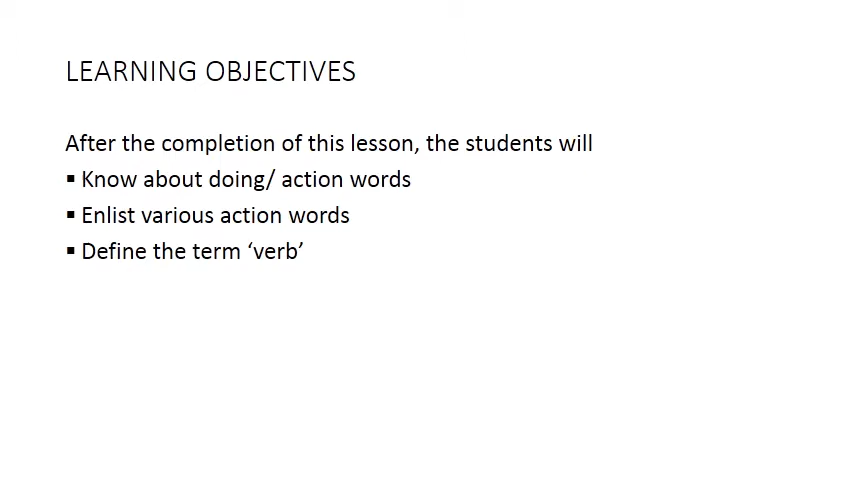 LEARNING OBJECTIVES
After the completion of this lesson, the students will
▪ Know about doing/ action words
▪ Enlist various action words
▪ Define the term ‘verb’